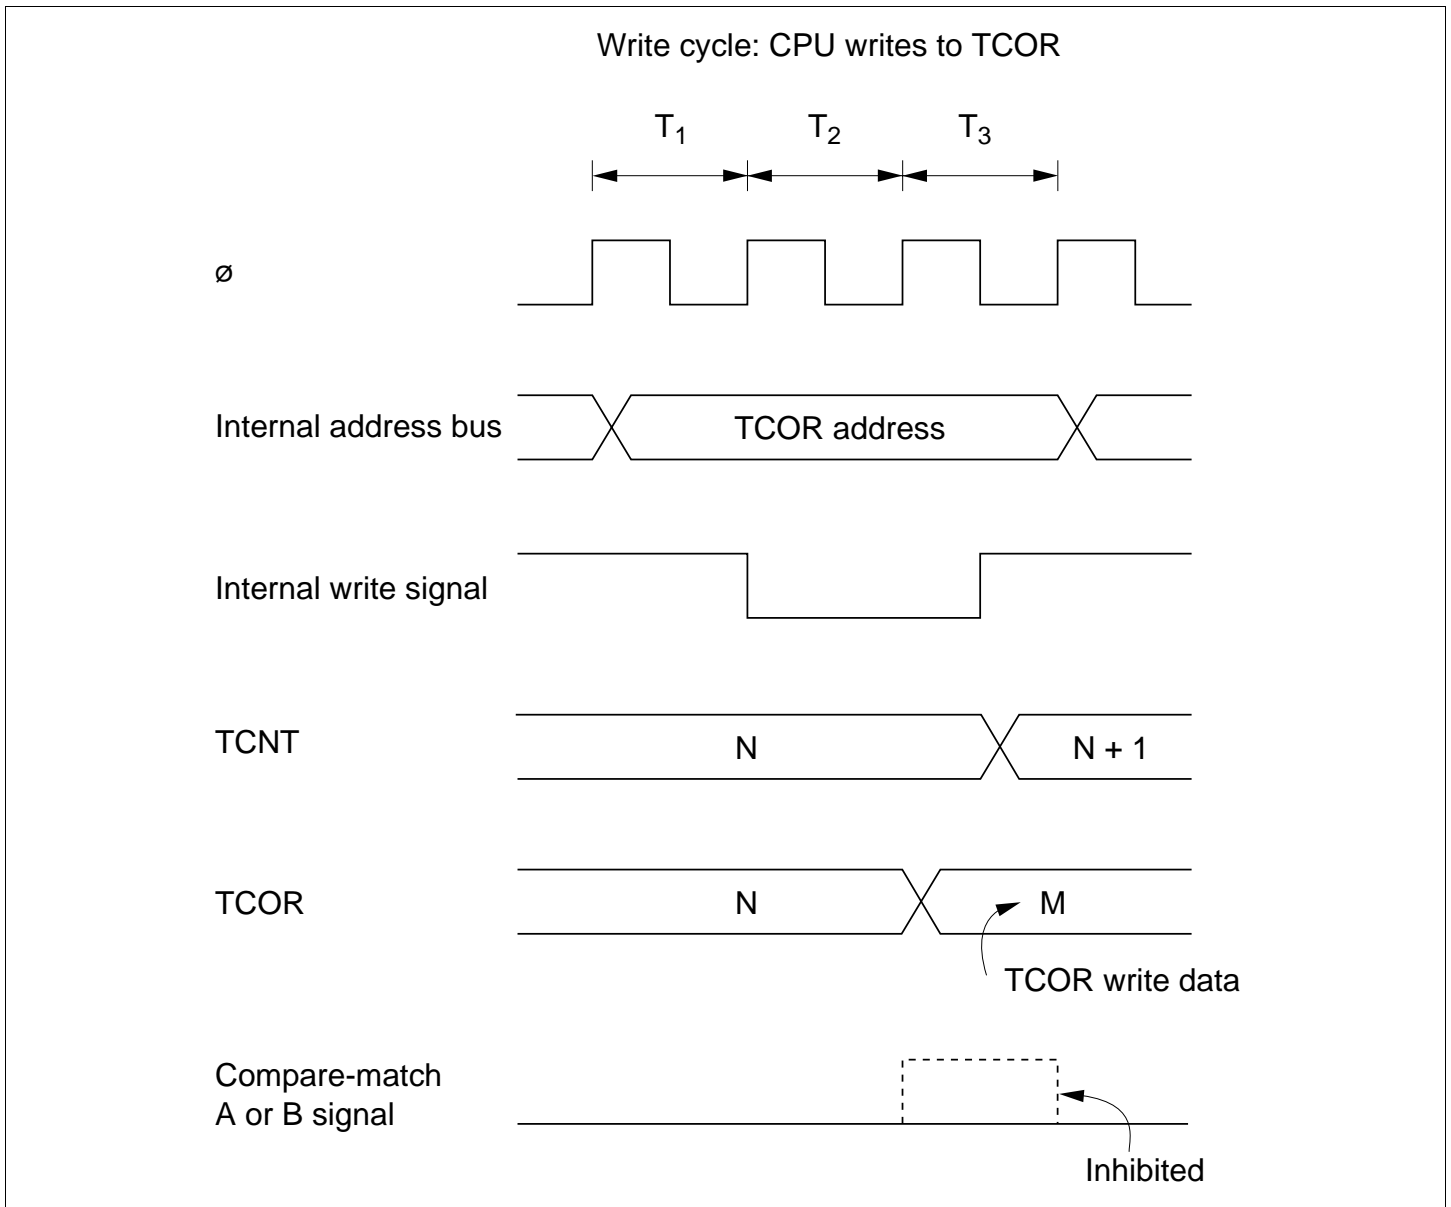 Write cycle: CPU writes to TCOR
T1 T2 T3
ø
Internal address bus
TCOR address
Internal write signal
TCNT
N
N + 1
TCOR
N
M
TCOR write data
Compare-match
A or B signal
Inhibited